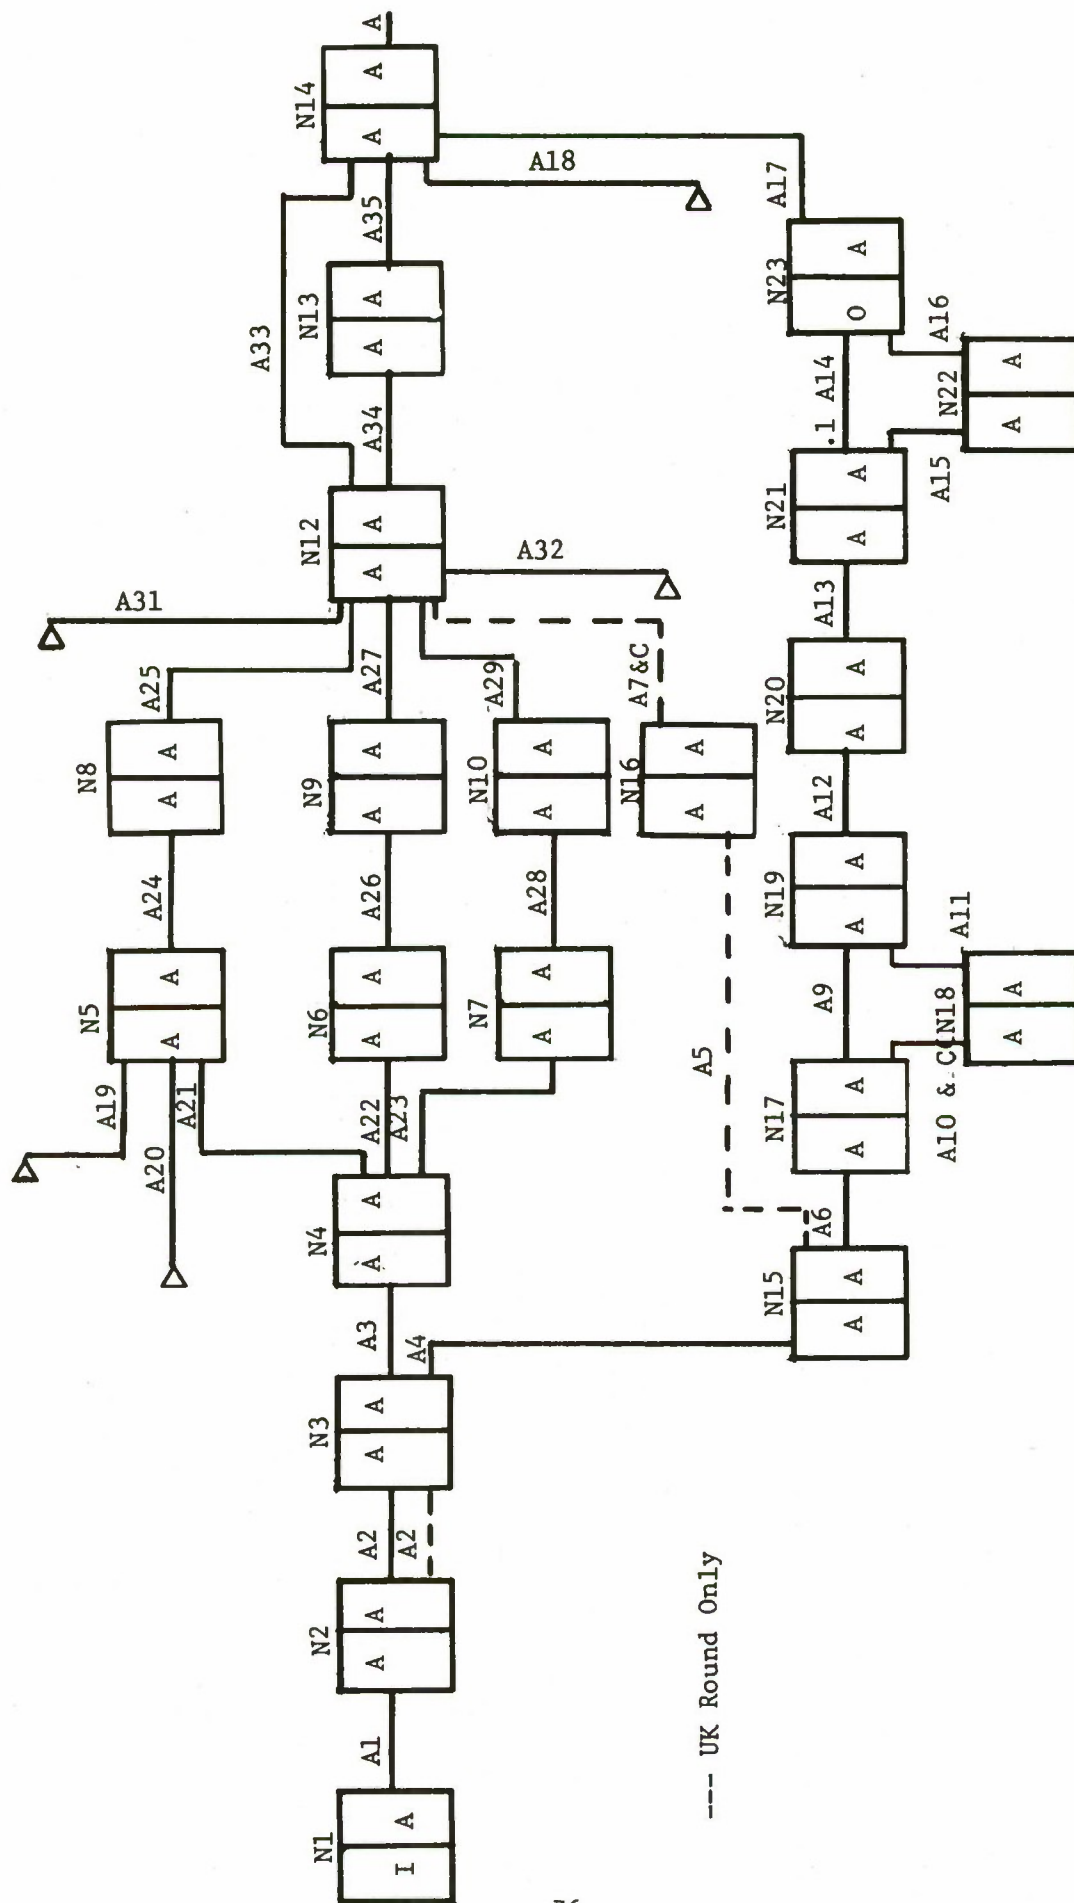 N1
I A
A1
N2
A A
A2
A2
N3
A A
A3
A4
N4
A A
A19
A20
A21
A22
A23
N5
A A
A24
N8
A A
A25
A31
N6
A A
A26
N9
A A
A27
N7
A A
A28
N10
A A
A29
A5
N16
A A
A7&C
N12
A A
A32
A33
A34
N13
A A
A35
N14
A A
A
A18
N15
A A
A6
N17
A A
A9
A10 & C
N18
A A
A11
N19
A A
A12
N20
A A
A13
N21
A A
.1 A14
A15
N22
A A
A16
N23
O A
A17
--- UK Round Only